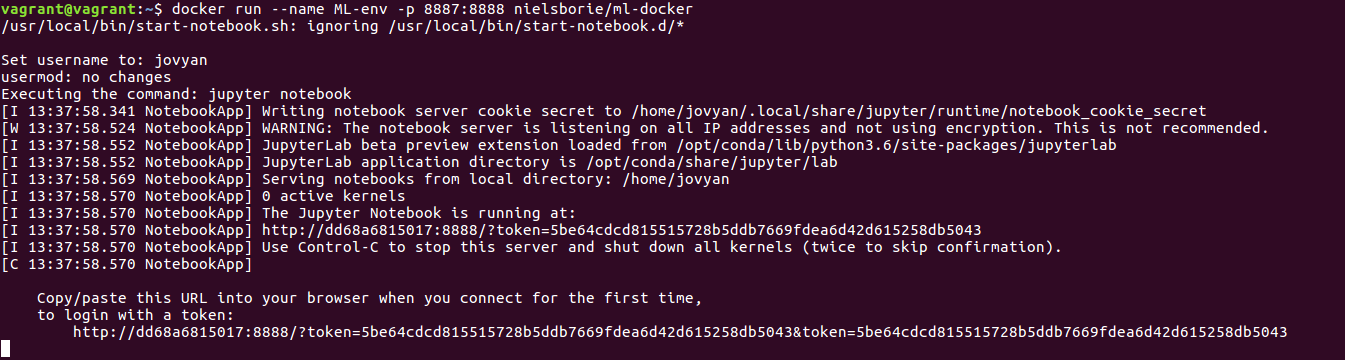 vagrant@vagrant:~$ docker run --name ML-env -p 8887:8888 nielsborie/ml-docker
/usr/local/bin/start-notebook.sh: ignoring /usr/local/bin/start-notebook.d/*
Set username to: jovyan
usermod: no changes
Executing the command: jupyter notebook
[I 13:37:58.341 NotebookApp] Writing notebook server cookie secret to /home/jovyan/.local/share/jupyter/runtime/notebook_cookie_secret
[W 13:37:58.524 NotebookApp] WARNING: The notebook server is listening on all IP addresses and not using encryption. This is not recommended.
[I 13:37:58.552 NotebookApp] JupyterLab beta preview extension loaded from /opt/conda/lib/python3.6/site-packages/jupyterlab
[I 13:37:58.552 NotebookApp] JupyterLab application directory is /opt/conda/share/jupyter/lab
[I 13:37:58.569 NotebookApp] Serving notebooks from local directory: /home/jovyan
[I 13:37:58.570 NotebookApp] 0 active kernels
[I 13:37:58.570 NotebookApp] The Jupyter Notebook is running at:
[I 13:37:58.570 NotebookApp] http://dd68a6815017:8888/?token=5be64cdcd815515728b5ddb7669fdea6d42d615258db5043
[I 13:37:58.570 NotebookApp] Use Control-C to stop this server and shut down all kernels (twice to skip confirmation).
[C 13:37:58.570 NotebookApp]
Copy/paste this URL into your browser when you connect for the first time,
to login with a token:
http://dd68a6815017:8888/?token=5be64cdcd815515728b5ddb7669fdea6d42d615258db5043&token=5be64cdcd815515728b5ddb7669fdea6d42d615258db5043